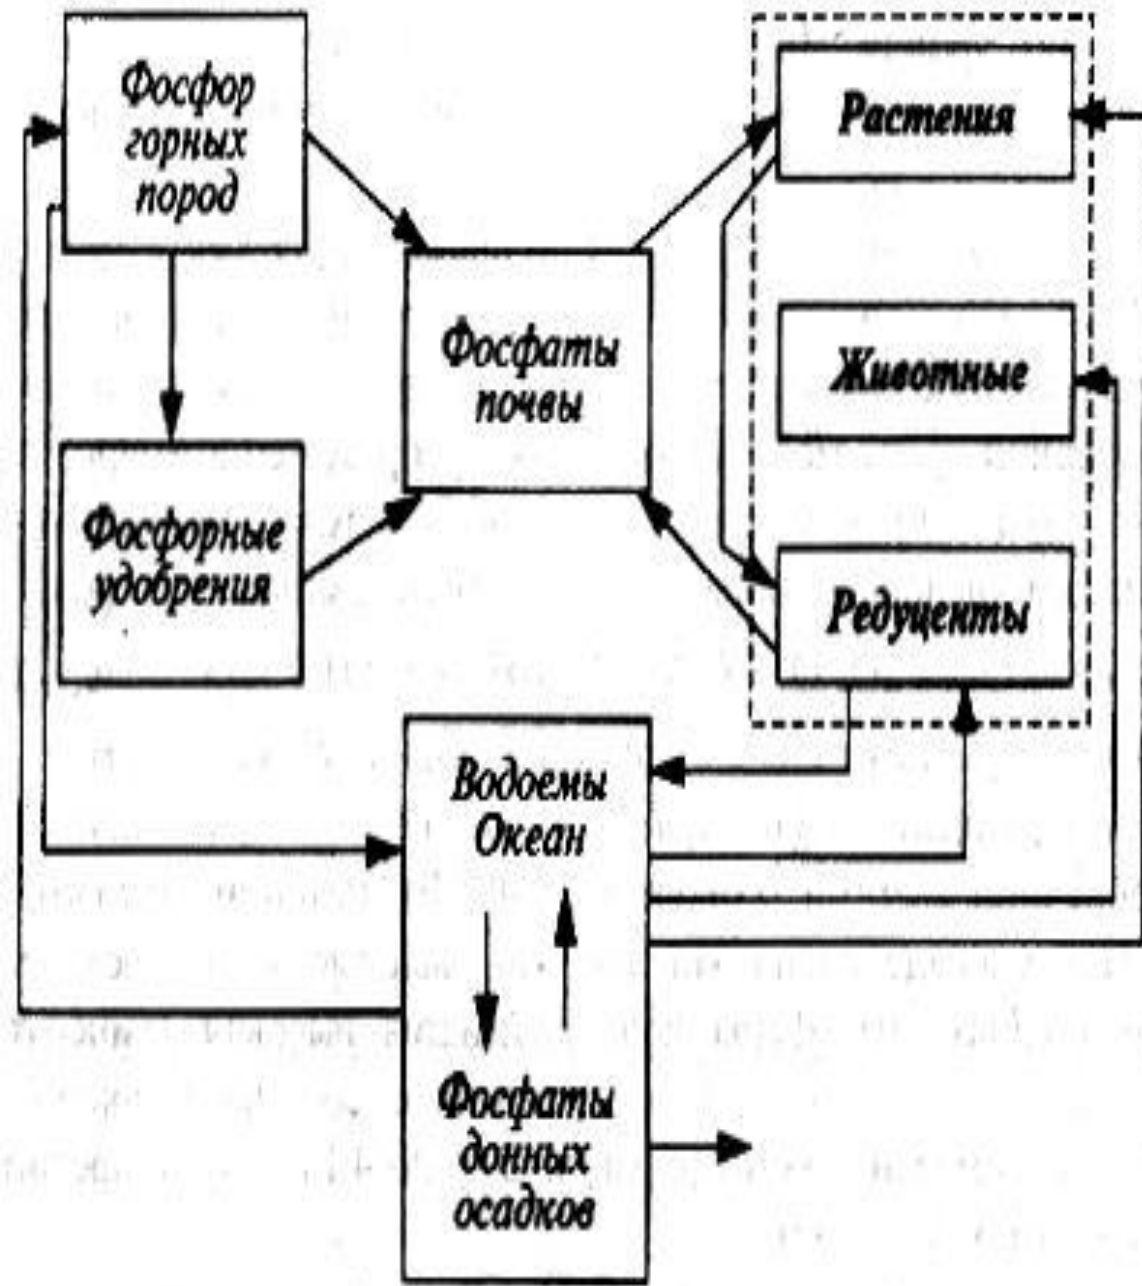 Фосфор
горных
пород
Растения
Фосфаты
почвы
Животные
Фосфорные
удобрения
Редуценты
Водоемы
Океан
Фосфаты
донных
осадков